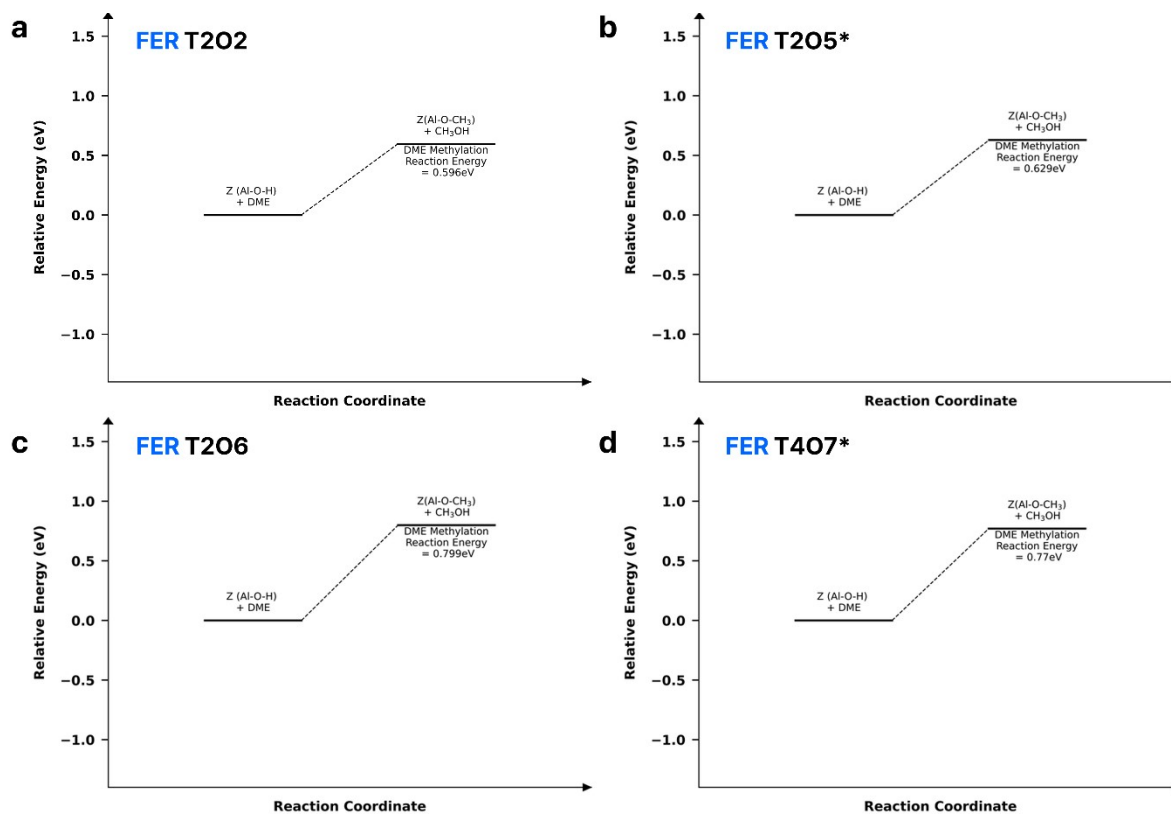 a
FER T2O2
1.5
1.0
0.5
0.0
−0.5
−1.0
Relative Energy (eV)
Z(Al-O-CH₃)
+ CH₃OH
DME Methylation
Reaction Energy
= 0.596eV
Z (Al-O-H)
+ DME
Reaction Coordinate
b
FER T2O5*
1.5
1.0
0.5
0.0
−0.5
−1.0
Relative Energy (eV)
Z(Al-O-CH₃)
+ CH₃OH
DME Methylation
Reaction Energy
= 0.629eV
Z (Al-O-H)
+ DME
Reaction Coordinate
c
FER T2O6
1.5
1.0
0.5
0.0
−0.5
−1.0
Relative Energy (eV)
Z(Al-O-CH₃)
+ CH₃OH
DME Methylation
Reaction Energy
= 0.799eV
Z (Al-O-H)
+ DME
Reaction Coordinate
d
FER T4O7*
1.5
1.0
0.5
0.0
−0.5
−1.0
Relative Energy (eV)
Z(Al-O-CH₃)
+ CH₃OH
DME Methylation
Reaction Energy
= 0.77eV
Z (Al-O-H)
+ DME
Reaction Coordinate